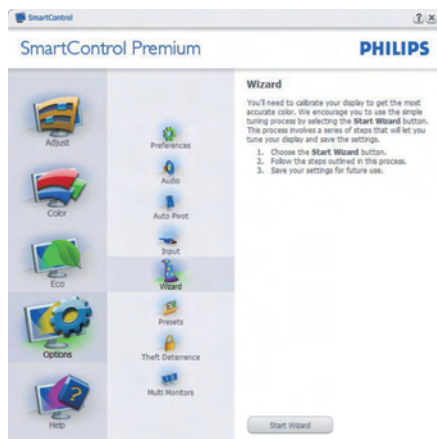 SmartControl
SmartControl Premium
PHILIPS
Adjust
Color
Eco
Options
Help
Preferences
Audio
Auto Pivot
Input
Wizard
Presets
Theft Deterrence
Multi Monitors
Wizard
You'll need to calibrate your display to get the most
accurate color. We encourage you to use the simple
tuning process by selecting the Start Wizard button.
This process involves a series of steps that will let you
tune your display and save the settings.
1. Choose the Start Wizard button.
2. Follow the steps outlined in this process.
3. Save your settings for future use.
Start Wizard